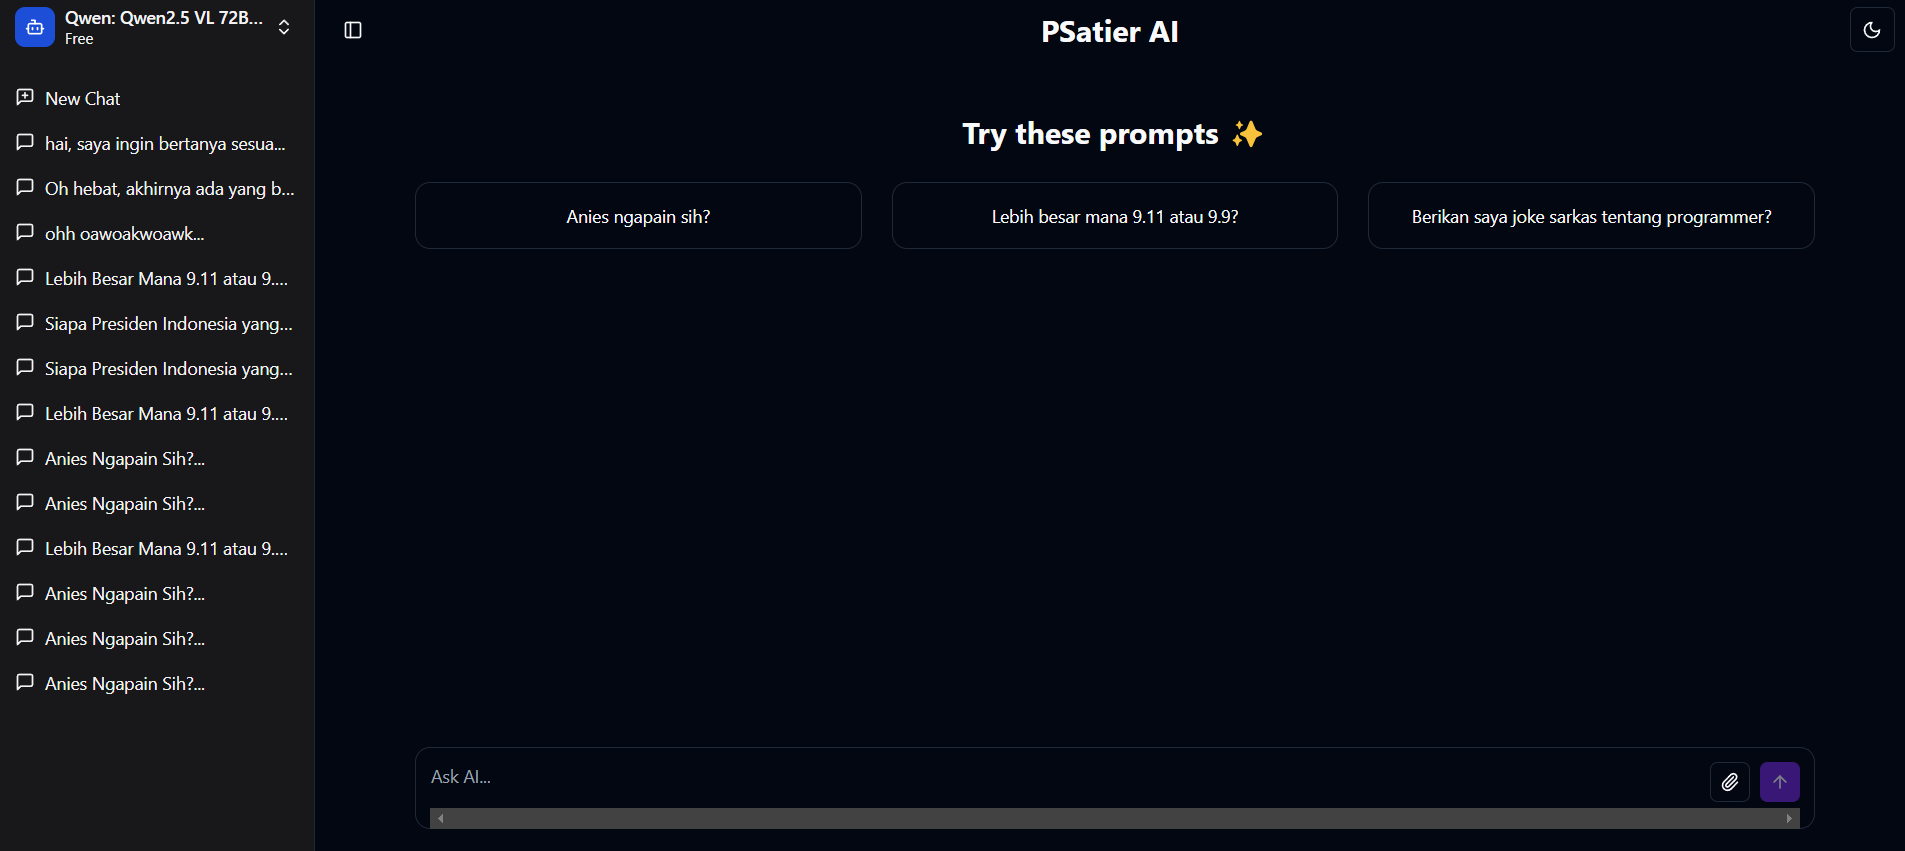 Qwen: Qwen2.5 VL 72B...
Free
New Chat
hai, saya ingin bertanya sesua...
Oh hebat, akhirnya ada yang b...
ohh oawoakwoawk...
Lebih Besar Mana 9.11 atau 9....
Siapa Presiden Indonesia yang...
Siapa Presiden Indonesia yang...
Lebih Besar Mana 9.11 atau 9....
Anies Ngapain Sih?...
Anies Ngapain Sih?...
Lebih Besar Mana 9.11 atau 9....
Anies Ngapain Sih?...
Anies Ngapain Sih?...
Anies Ngapain Sih?...
PSatier AI
Try these prompts ✨
Anies ngapain sih?
Lebih besar mana 9.11 atau 9.9?
Berikan saya joke sarkas tentang programmer?
Ask AI...